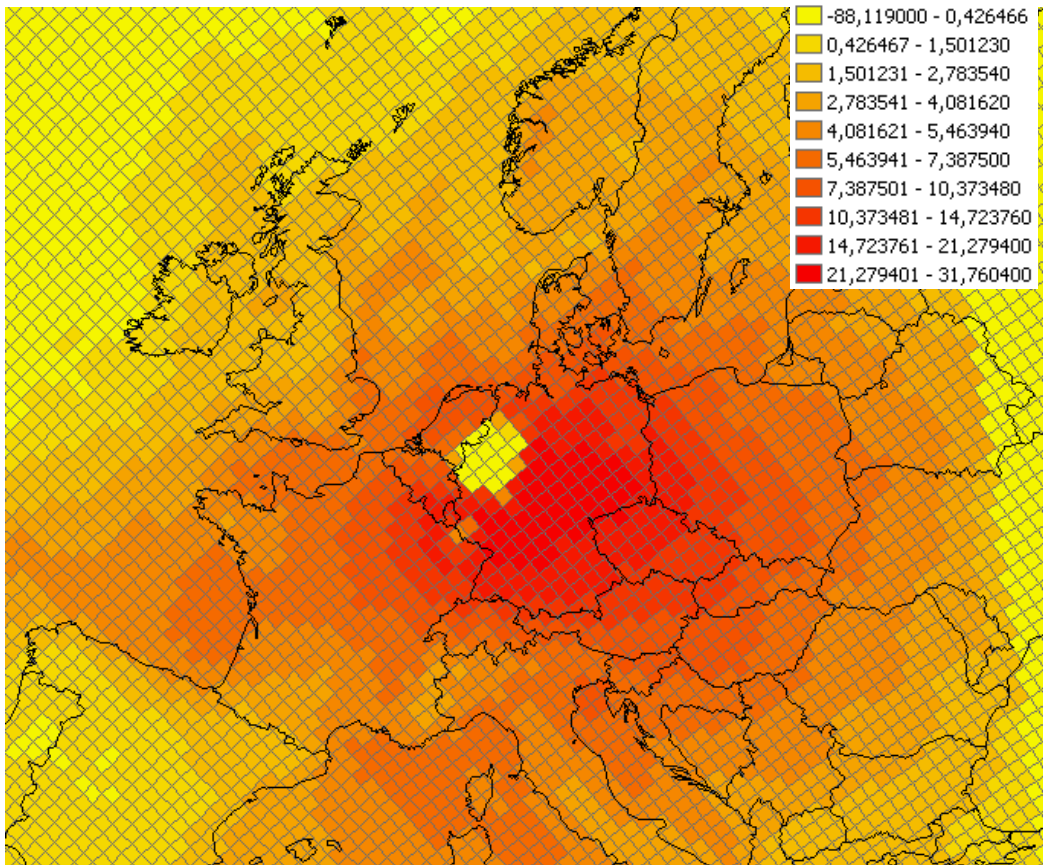 -88,119000 - 0,426466
0,426467 - 1,501230
1,501231 - 2,783540
2,783541 - 4,081620
4,081621 - 5,463940
5,463941 - 7,387500
7,387501 - 10,373480
10,373481 - 14,723760
14,723761 - 21,279400
21,279401 - 31,760400